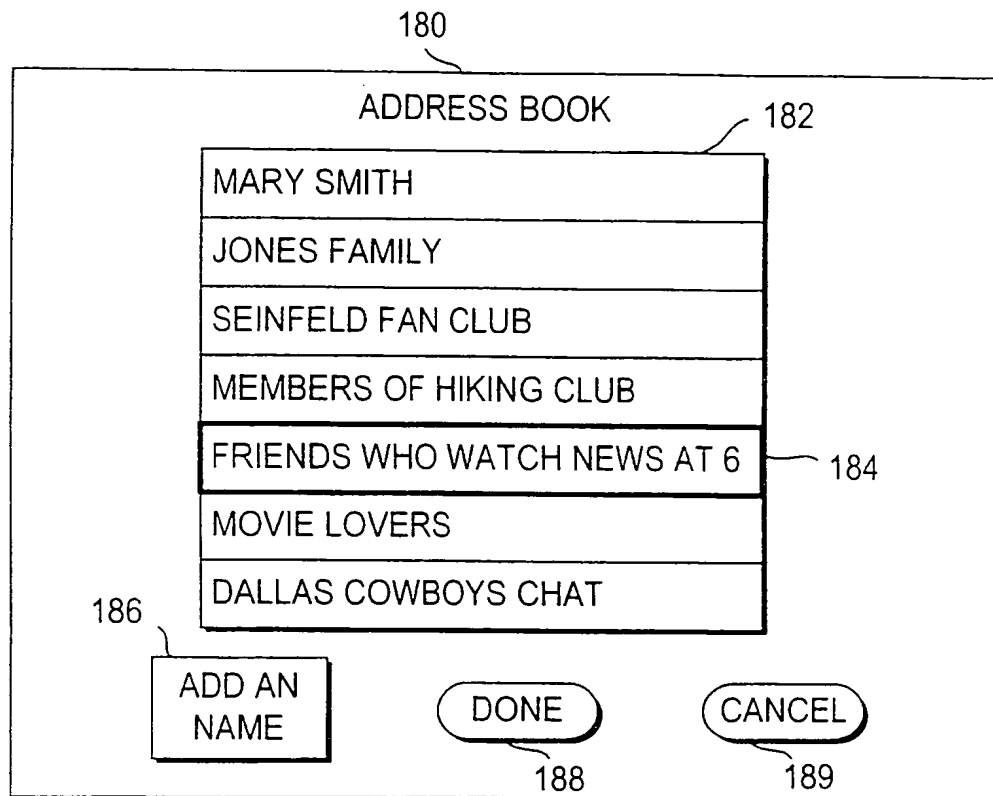 180
ADDRESS BOOK
182
MARY SMITH
JONES FAMILY
SEINFELD FAN CLUB
MEMBERS OF HIKING CLUB
FRIENDS WHO WATCH NEWS AT 6
184
MOVIE LOVERS
DALLAS COWBOYS CHAT
186
ADD AN
NAME
DONE
CANCEL
188
189